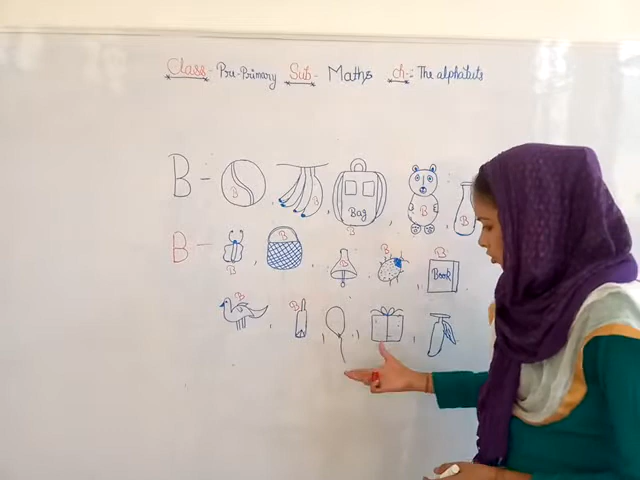 Class:- Pre-Primary Sub:- Maths ch:- The alphabets
B - B B Bag B B B
B - B B B B Book B
B B